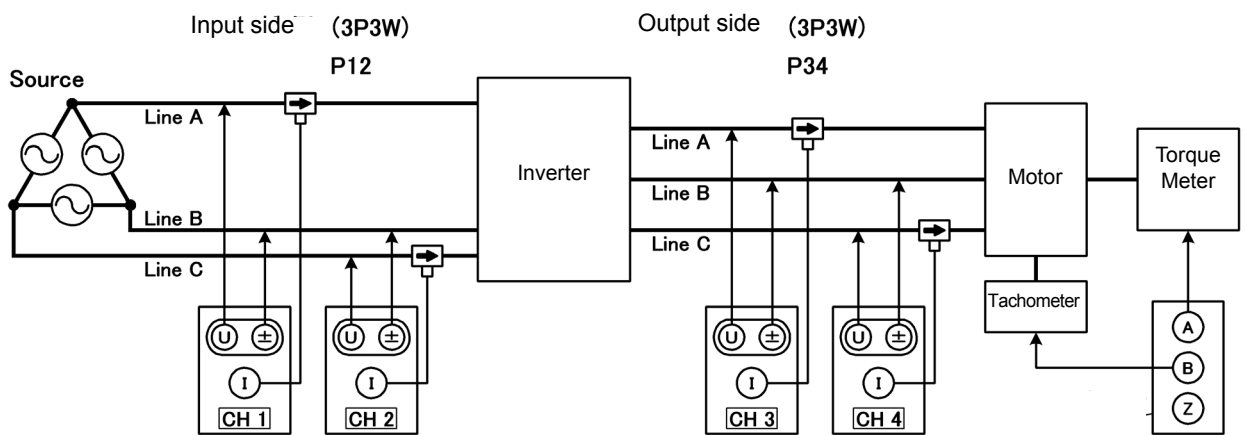 Input side (3P3W)
P12
Output side (3P3W)
P34
Source
Line A
Line B
Line C
Inverter
Line A
Line B
Line C
Motor
Torque
Meter
Tachometer
U ±
I
CH 1
U ±
I
CH 2
U ±
I
CH 3
U ±
I
CH 4
A
B
Z